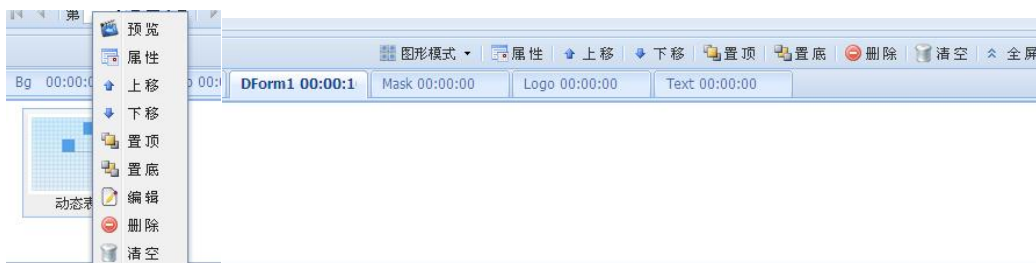 第
预览
属性
上移
下移
置顶
置底
编辑
删除
清空
Bg 00:00:0
00:
动态表
图形模式 属性 上移 下移 置顶 置底 删除 清空 全屏
DForm1 00:00:1 Mask 00:00:00 Logo 00:00:00 Text 00:00:00